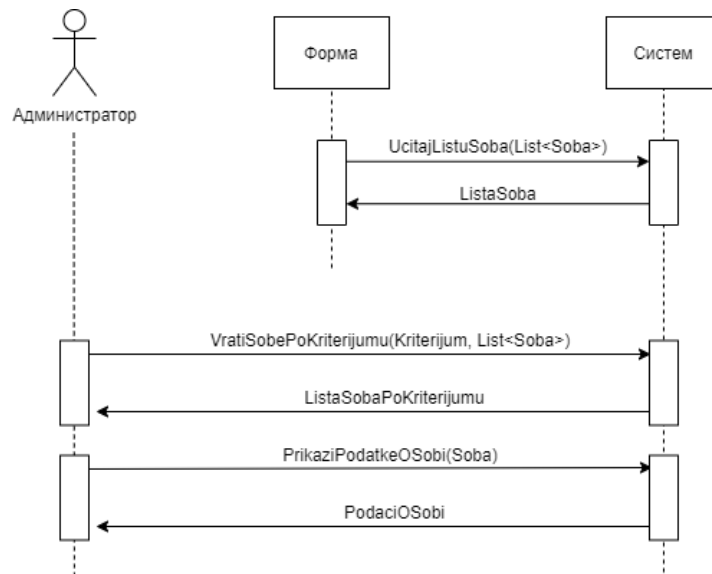 Форма
Систем
Администратор
UcitajListuSoba(List<Soba>)
ListaSoba
VratiSobePoKriterijumu(Kriterijum, List<Soba>)
ListaSobaPoKriterijumu
PrikaziPodatkeOSobi(Soba)
PodaciOSobi